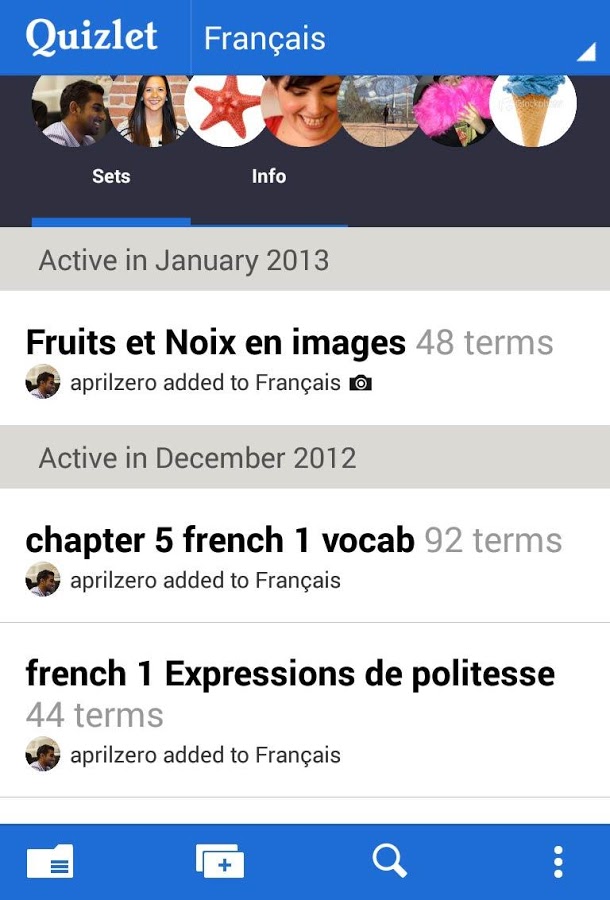 Quizlet Français
Sets Info
Active in January 2013
Fruits et Noix en images 48 terms
aprilzero added to Français
Active in December 2012
chapter 5 french 1 vocab 92 terms
aprilzero added to Français
french 1 Expressions de politesse
44 terms
aprilzero added to Français